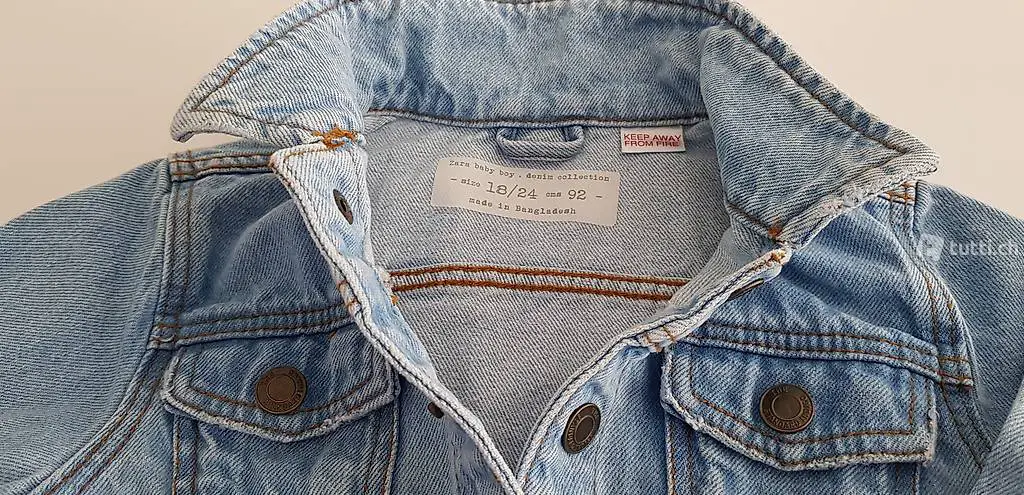 KEEP AWAY
FROM FIRE
Zara baby boy . denim collection
- size 18/24 cms 92 -
made in Bangladesh
tutti.ch